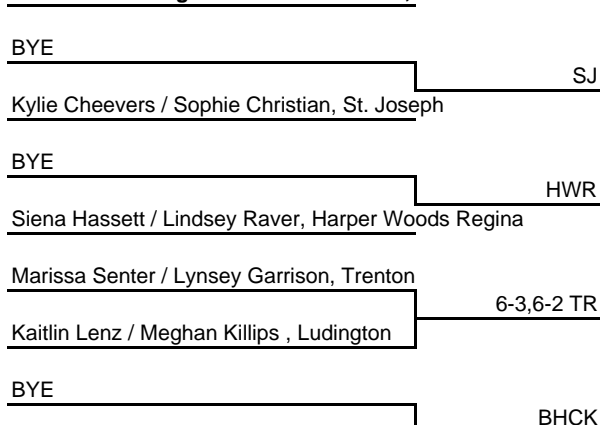 BYE
SJ
Kylie Cheevers / Sophie Christian, St. Joseph
BYE
HWR
Siena Hassett / Lindsey Raver, Harper Woods Regina
Marissa Senter / Lynsey Garrison, Trenton
6-3,6-2 TR
Kaitlin Lenz / Meghan Killips , Ludington
BYE
BHCK